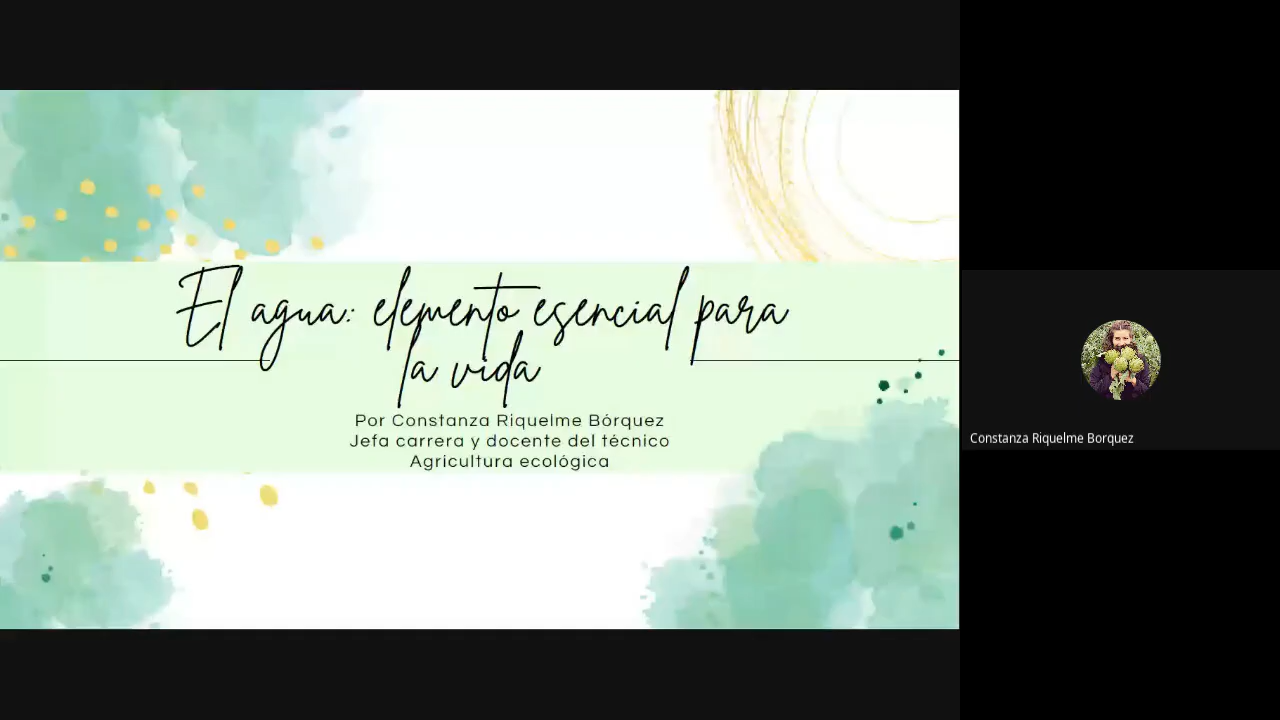 El agua: elemento esencial para
la vida
Por Constanza Riquelme Bórquez
Jefa carrera y docente del técnico
Agricultura ecológica
Constanza Riquelme Borquez